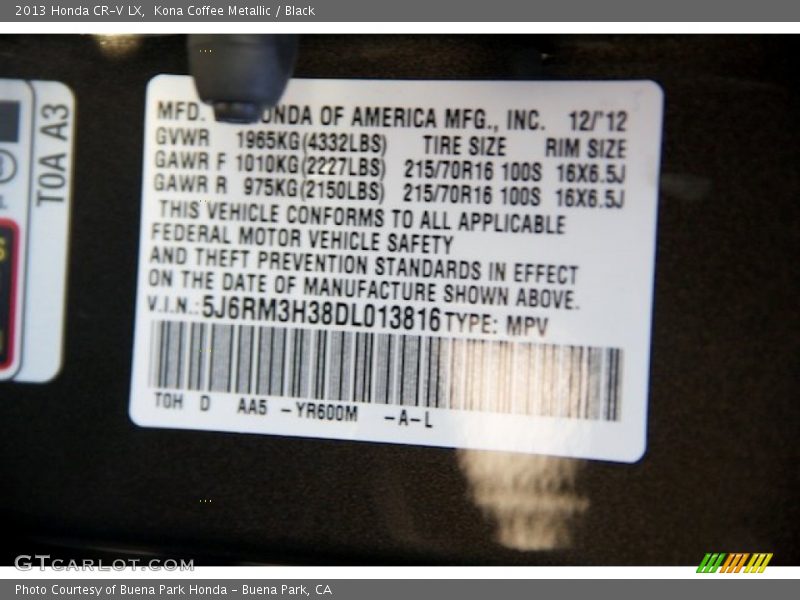 2013 Honda CR-V LX, Kona Coffee Metallic / Black
T0A A3
MFD. ONDA OF AMERICA MFG., INC. 12/'12
GVWR 1965KG(4332LBS) TIRE SIZE RIM SIZE
GAWR F 1010KG(2227LBS) 215/70R16 100S 16X6.5J
GAWR R 975KG(2150LBS) 215/70R16 100S 16X6.5J
THIS VEHICLE CONFORMS TO ALL APPLICABLE
FEDERAL MOTOR VEHICLE SAFETY
AND THEFT PREVENTION STANDARDS IN EFFECT
ON THE DATE OF MANUFACTURE SHOWN ABOVE.
V.I.N.:5J6RM3H38DL013816 TYPE: MPV
T0H D AA5 -YR600M -A-L
GTCARLOT.COM
Photo Courtesy of Buena Park Honda - Buena Park, CA